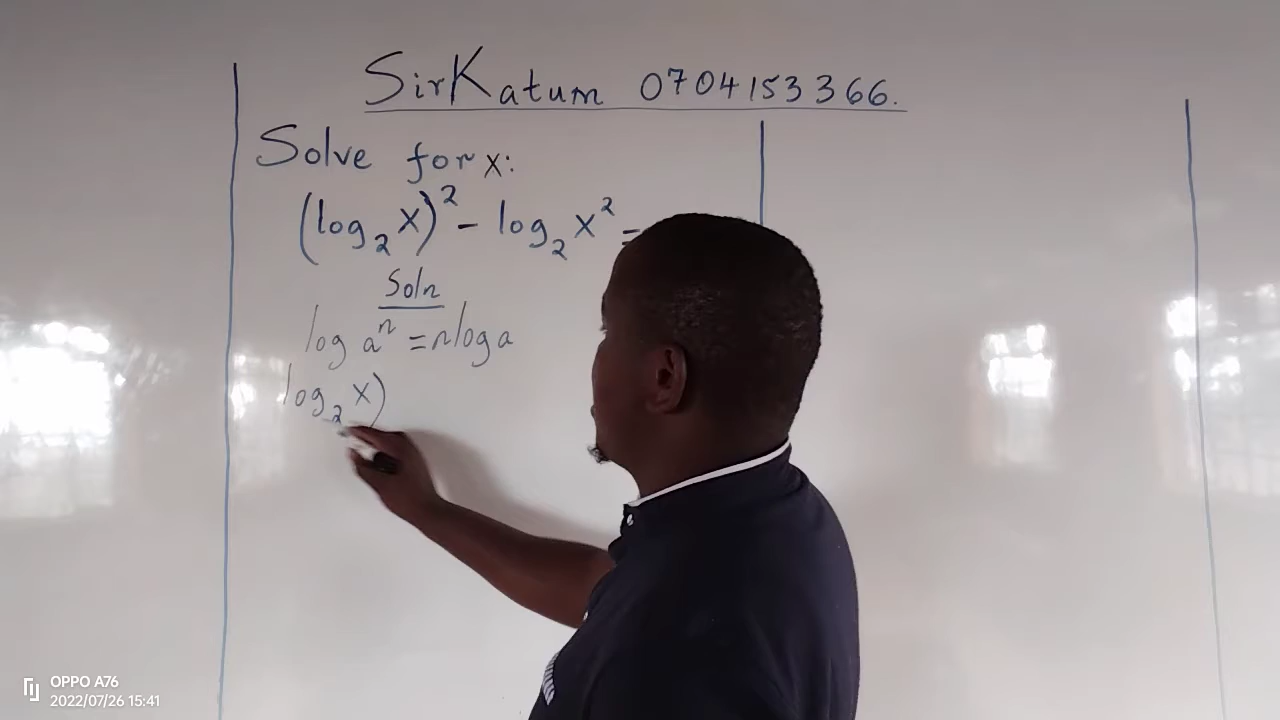 SirKatum 0704153366.
Solve for x:
(log₂ x)² - log₂ x² =
Soln
log aⁿ = nlog a
log₂ x)
OPPO A76
2022/07/26 15:41